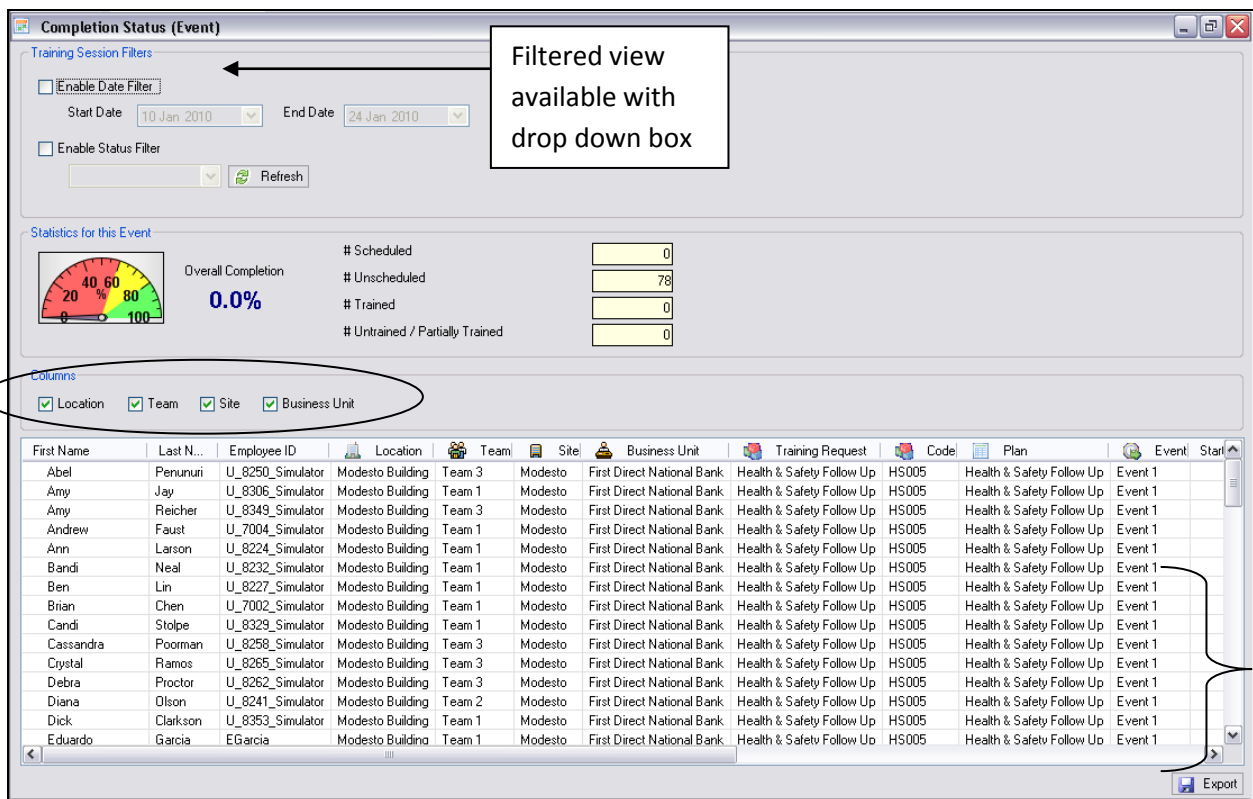 Completion Status (Event)
Training Session Filters
Filtered view
available with
drop down box
Enable Date Filter
Start Date 10 Jan 2010 End Date 24 Jan 2010
Enable Status Filter
Refresh
Statistics for this Event
20 40 60 80 % 0 100
Overall Completion
0.0%
# Scheduled 0
# Unscheduled 78
# Trained 0
# Untrained / Partially Trained 0
Columns
Location Team Site Business Unit
First Name Last N... Employee ID Location Team Site Business Unit Training Request Code Plan Event Start
Abel Penunuri U_8250_Simulator Modesto Building Team 3 Modesto First Direct National Bank Health & Safety Follow Up HS005 Health & Safety Follow Up Event 1
Amy Jay U_8306_Simulator Modesto Building Team 1 Modesto First Direct National Bank Health & Safety Follow Up HS005 Health & Safety Follow Up Event 1
Amy Reicher U_8349_Simulator Modesto Building Team 3 Modesto First Direct National Bank Health & Safety Follow Up HS005 Health & Safety Follow Up Event 1
Andrew Faust U_7004_Simulator Modesto Building Team 1 Modesto First Direct National Bank Health & Safety Follow Up HS005 Health & Safety Follow Up Event 1
Ann Larson U_8224_Simulator Modesto Building Team 1 Modesto First Direct National Bank Health & Safety Follow Up HS005 Health & Safety Follow Up Event 1
Bandi Neal U_8232_Simulator Modesto Building Team 1 Modesto First Direct National Bank Health & Safety Follow Up HS005 Health & Safety Follow Up Event 1
Ben Lin U_8227_Simulator Modesto Building Team 1 Modesto First Direct National Bank Health & Safety Follow Up HS005 Health & Safety Follow Up Event 1
Brian Chen U_7002_Simulator Modesto Building Team 1 Modesto First Direct National Bank Health & Safety Follow Up HS005 Health & Safety Follow Up Event 1
Candi Stolpe U_8329_Simulator Modesto Building Team 1 Modesto First Direct National Bank Health & Safety Follow Up HS005 Health & Safety Follow Up Event 1
Cassandra Poorman U_8258_Simulator Modesto Building Team 3 Modesto First Direct National Bank Health & Safety Follow Up HS005 Health & Safety Follow Up Event 1
Crystal Ramos U_8265_Simulator Modesto Building Team 3 Modesto First Direct National Bank Health & Safety Follow Up HS005 Health & Safety Follow Up Event 1
Debra Proctor U_8262_Simulator Modesto Building Team 3 Modesto First Direct National Bank Health & Safety Follow Up HS005 Health & Safety Follow Up Event 1
Diana Olson U_8241_Simulator Modesto Building Team 2 Modesto First Direct National Bank Health & Safety Follow Up HS005 Health & Safety Follow Up Event 1
Dick Clarkson U_8353_Simulator Modesto Building Team 1 Modesto First Direct National Bank Health & Safety Follow Up HS005 Health & Safety Follow Up Event 1
Eduardo Garcia EGarcia Modesto Building Team 1 Modesto First Direct National Bank Health & Safety Follow Up HS005 Health & Safety Follow Up Event 1
Export